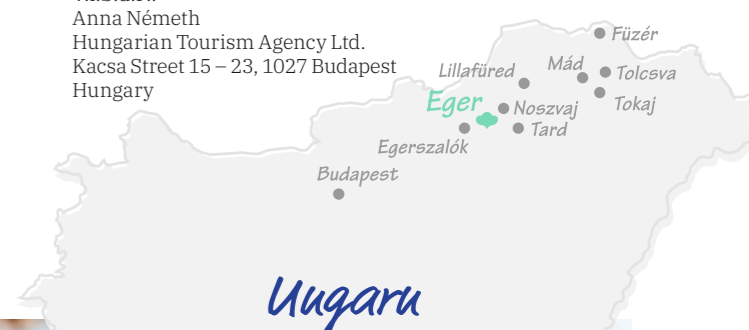 Anna Németh
Hungarian Tourism Agency Ltd.
Kacsa Street 15 – 23, 1027 Budapest
Hungary
Füzér
Lillafüred
Mád
Tolcsva
Eger
Noszvaj
Tokaj
Tard
Egerszalók
Budapest
Ungarn